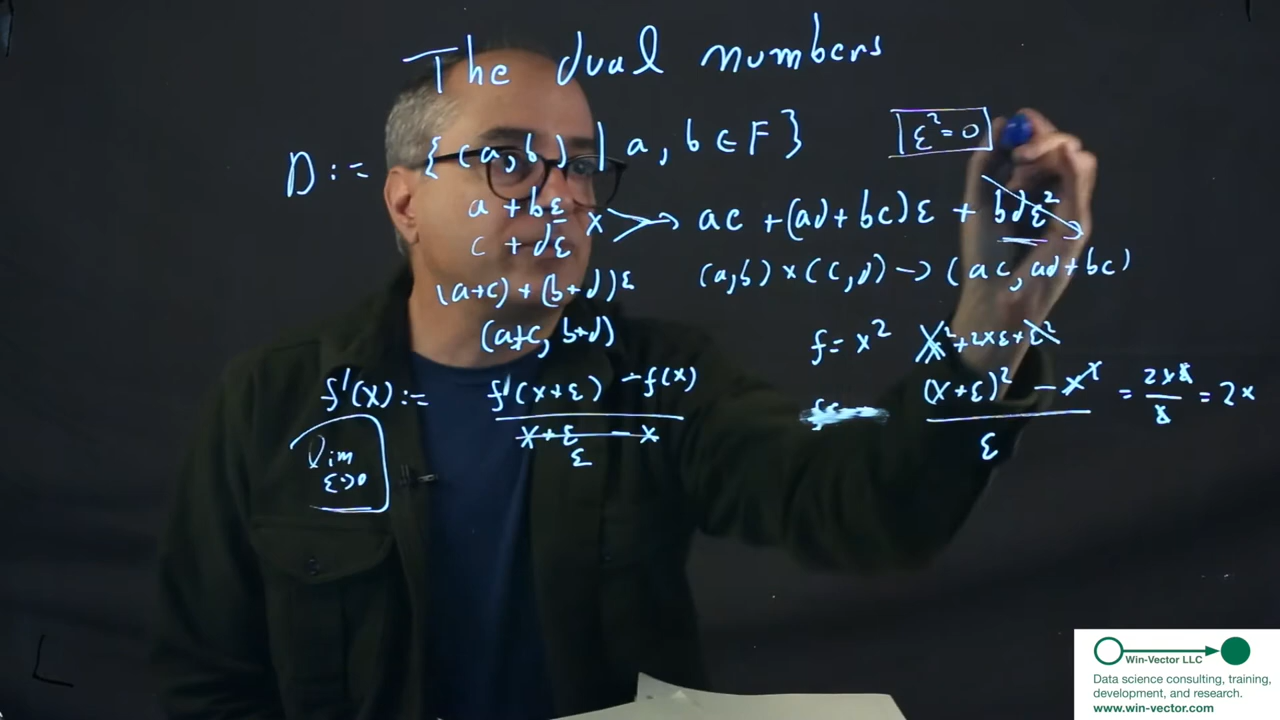 The dual numbers
D := {(a,b) | a, b ∈ F}
ε² = 0
a + bε
c + dε
× → ac + (ad + bc)ε + bdε²
(a+c) + (b+d)ε
(a,b) × (c,d) → (ac, ad+bc)
(a+c, b+d)
f = x²
x² + 2xε + ε²
f'(x) := f'(x+ε) - f(x)
x+ε - x
ε
lim
ε→0
(x+ε)² - x² = 2xε = 2x
ε ε
Win-Vector LLC
Data science consulting, training,
development, and research.
www.win-vector.com